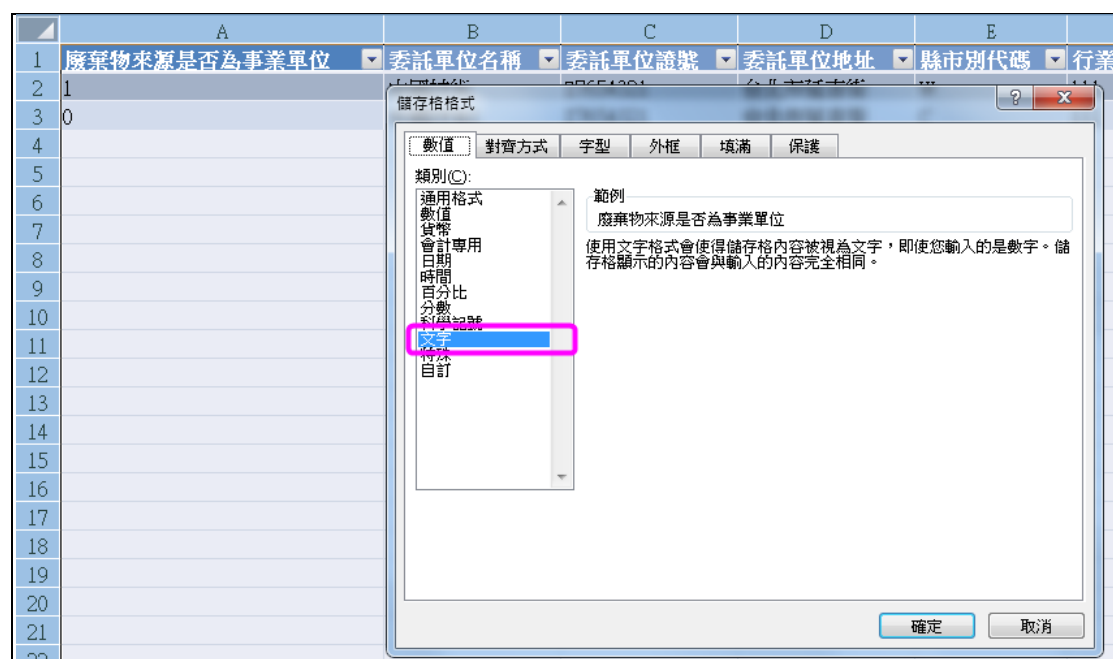 A B C D E
1 廢棄物來源是否為事業單位 委託單位名稱 委託單位證號 委託單位地址 縣市別代碼 行業
2 1
3 0
儲存格格式
數值 對齊方式 字型 外框 填滿 保護
類別(C):
通用格式
數值
貨幣
會計專用
日期
時間
百分比
分數
科學記號
文字
特殊
自訂
範例
廢棄物來源是否為事業單位
使用文字格式會使得儲存格內容被視為文字，即使您輸入的是數字。儲
存格顯示的內容會與輸入的內容完全相同。
4
5
6
7
8
9
10
11
12
13
14
15
16
17
18
19
20
21
22
確定 取消